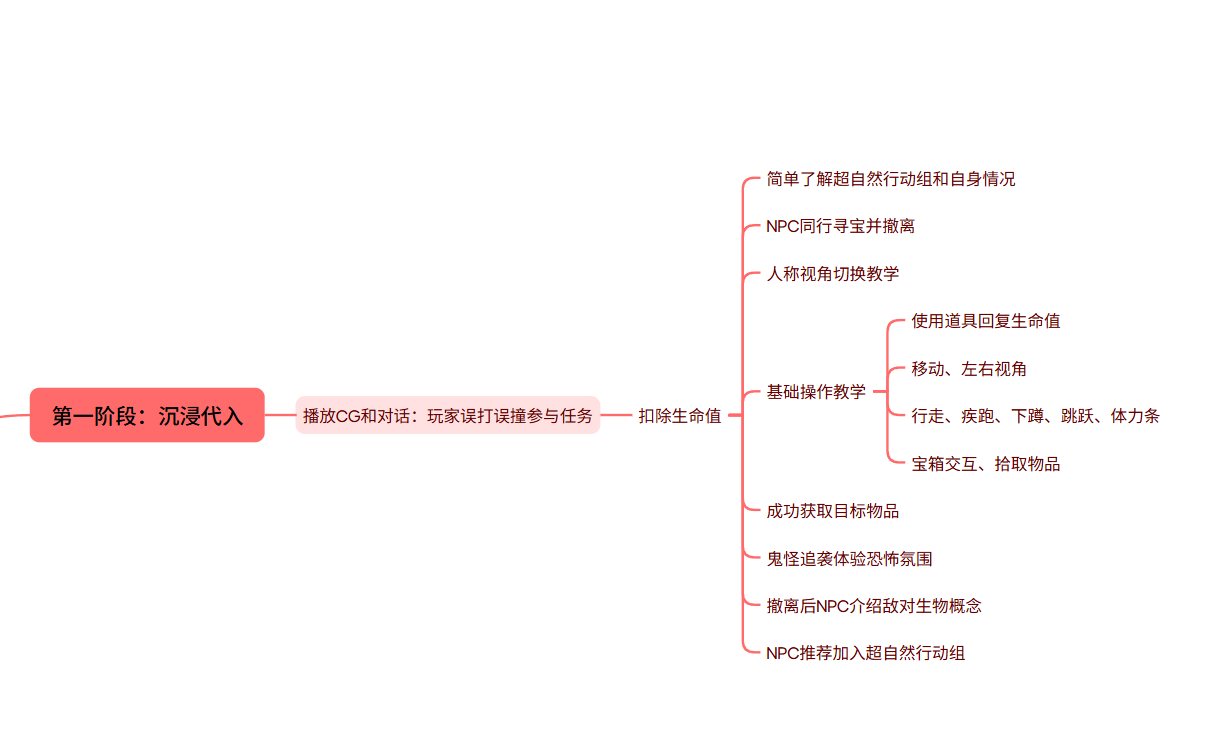 第一阶段：沉浸代入
播放CG和对话：玩家误打误撞参与任务
扣除生命值
简单了解超自然行动组和自身情况
NPC同行寻宝并撤离
人称视角切换教学
基础操作教学
使用道具回复生命值
移动、左右视角
行走、疾跑、下蹲、跳跃、体力条
宝箱交互、拾取物品
成功获取目标物品
鬼怪追袭体验恐怖氛围
撤离后NPC介绍敌对生物概念
NPC推荐加入超自然行动组